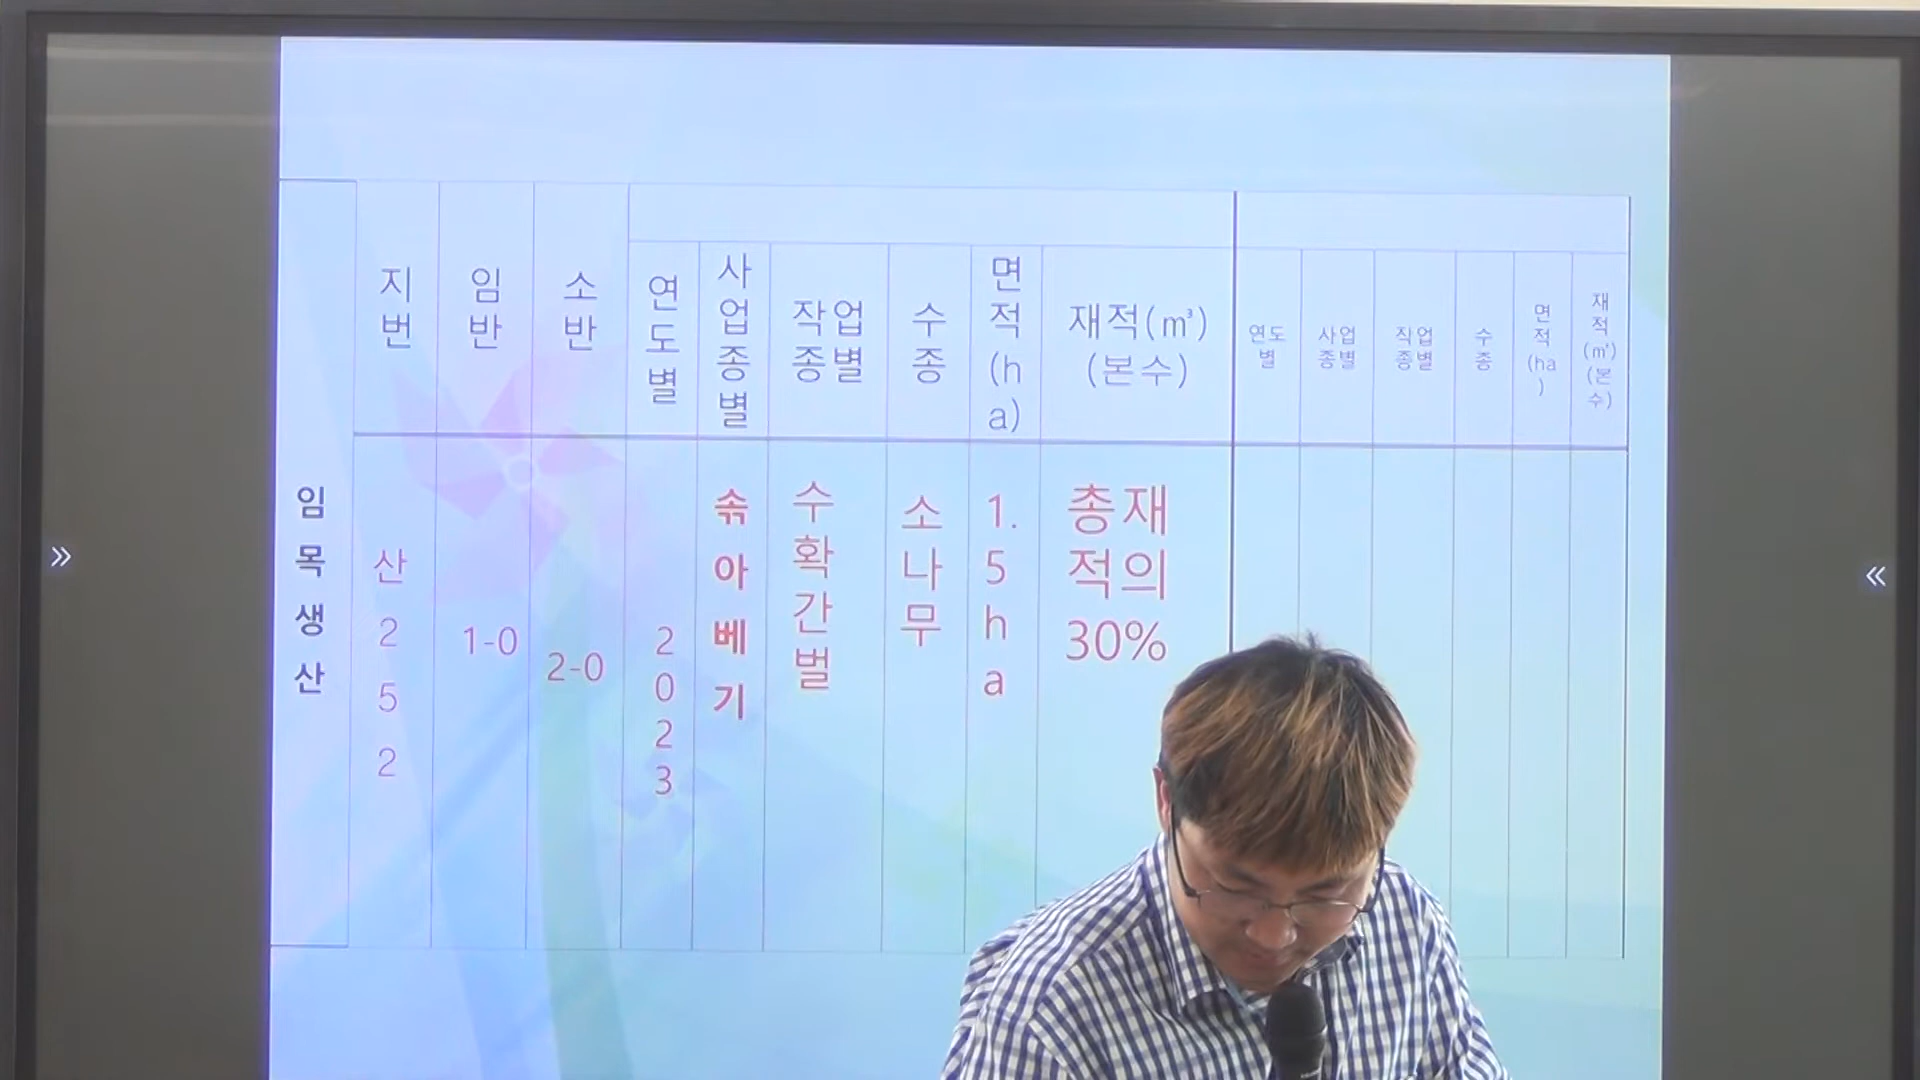 지번
임반
소반
연도별
사업종별
작업
종별
수종
면적(ha)
재적(㎥)
(본수)
연도
별
사업
종별
작업
종별
수
종
면
적
(ha
)
재
적
(㎥)
(본
수)
임목생산
산252
1-0
2-0
2023
솎아베기
수확간벌
소나무
1.5ha
총재
적의
30%